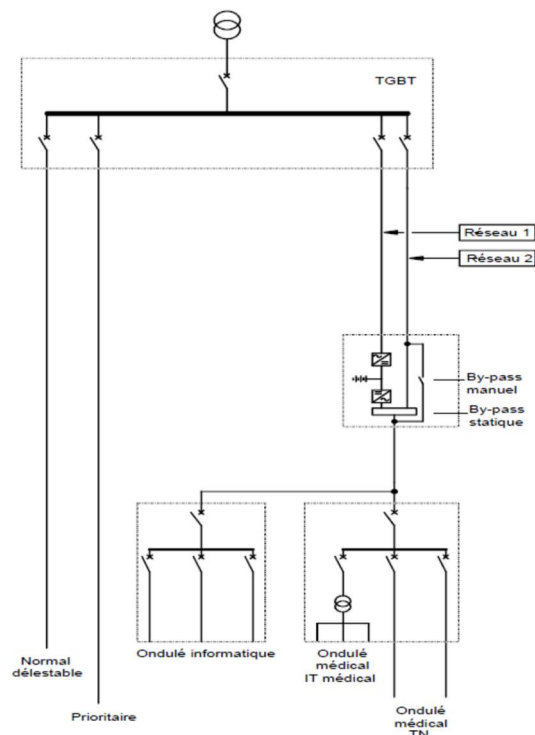 TGBT
Réseau 1
Réseau 2
By-pass
manuel
By-pass
statique
Normal
délestable
Prioritaire
Ondulé informatique
Ondulé
médical
IT médical
Ondulé
médical
TN